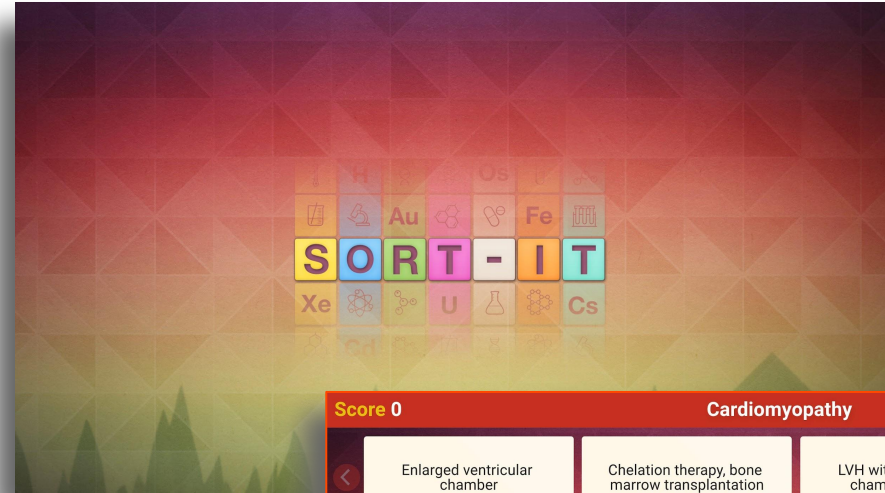 H Os
Au Fe
SORT-IT
Xe U Cs
Cd
Score 0 Cardiomyopathy
Enlarged ventricular
chamber
Chelation therapy, bone
marrow transplantation
LVH wit
cham